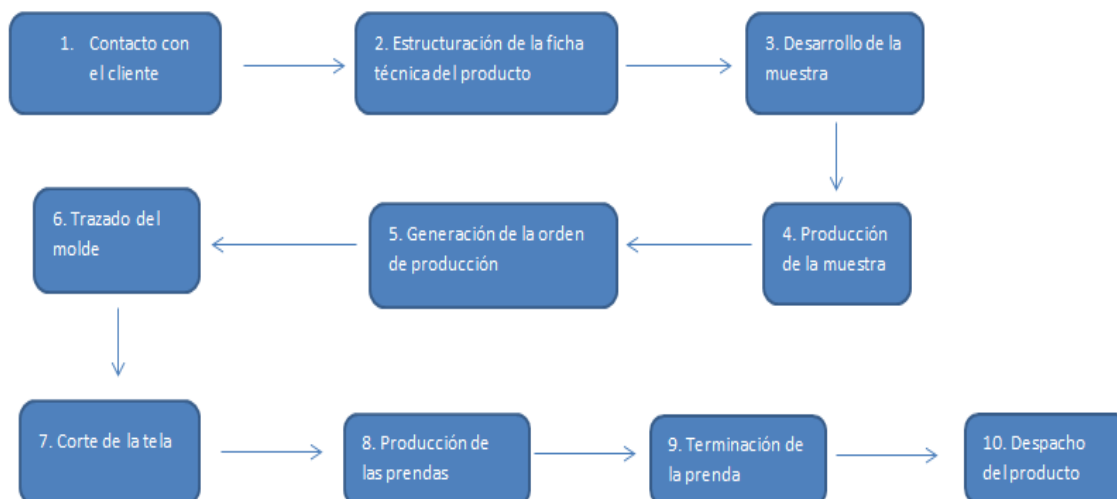 1. Contacto con
el cliente
2. Estructuración de la ficha
técnica del producto
3. Desarrollo de la
muestra
4. Producción
de la muestra
5. Generación de la orden
de producción
6. Trazado del
molde
7. Corte de la tela
8. Producción de
las prendas
9. Terminación de
la prenda
10. Despacho
del producto